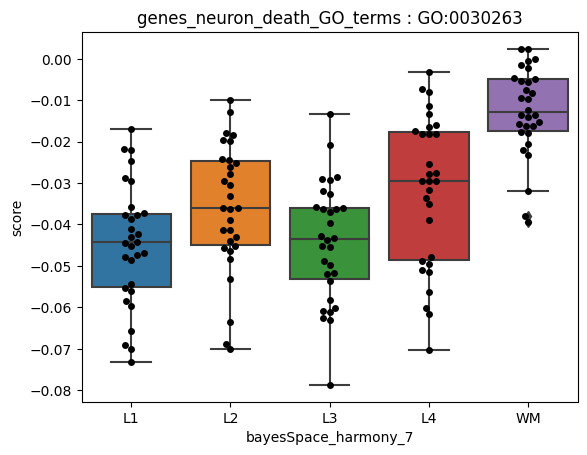 genes_neuron_death_GO_terms : GO:0030263
score
0.00
−0.01
−0.02
−0.03
−0.04
−0.05
−0.06
−0.07
−0.08
L1 L2 L3 L4 WM
bayesSpace_harmony_7